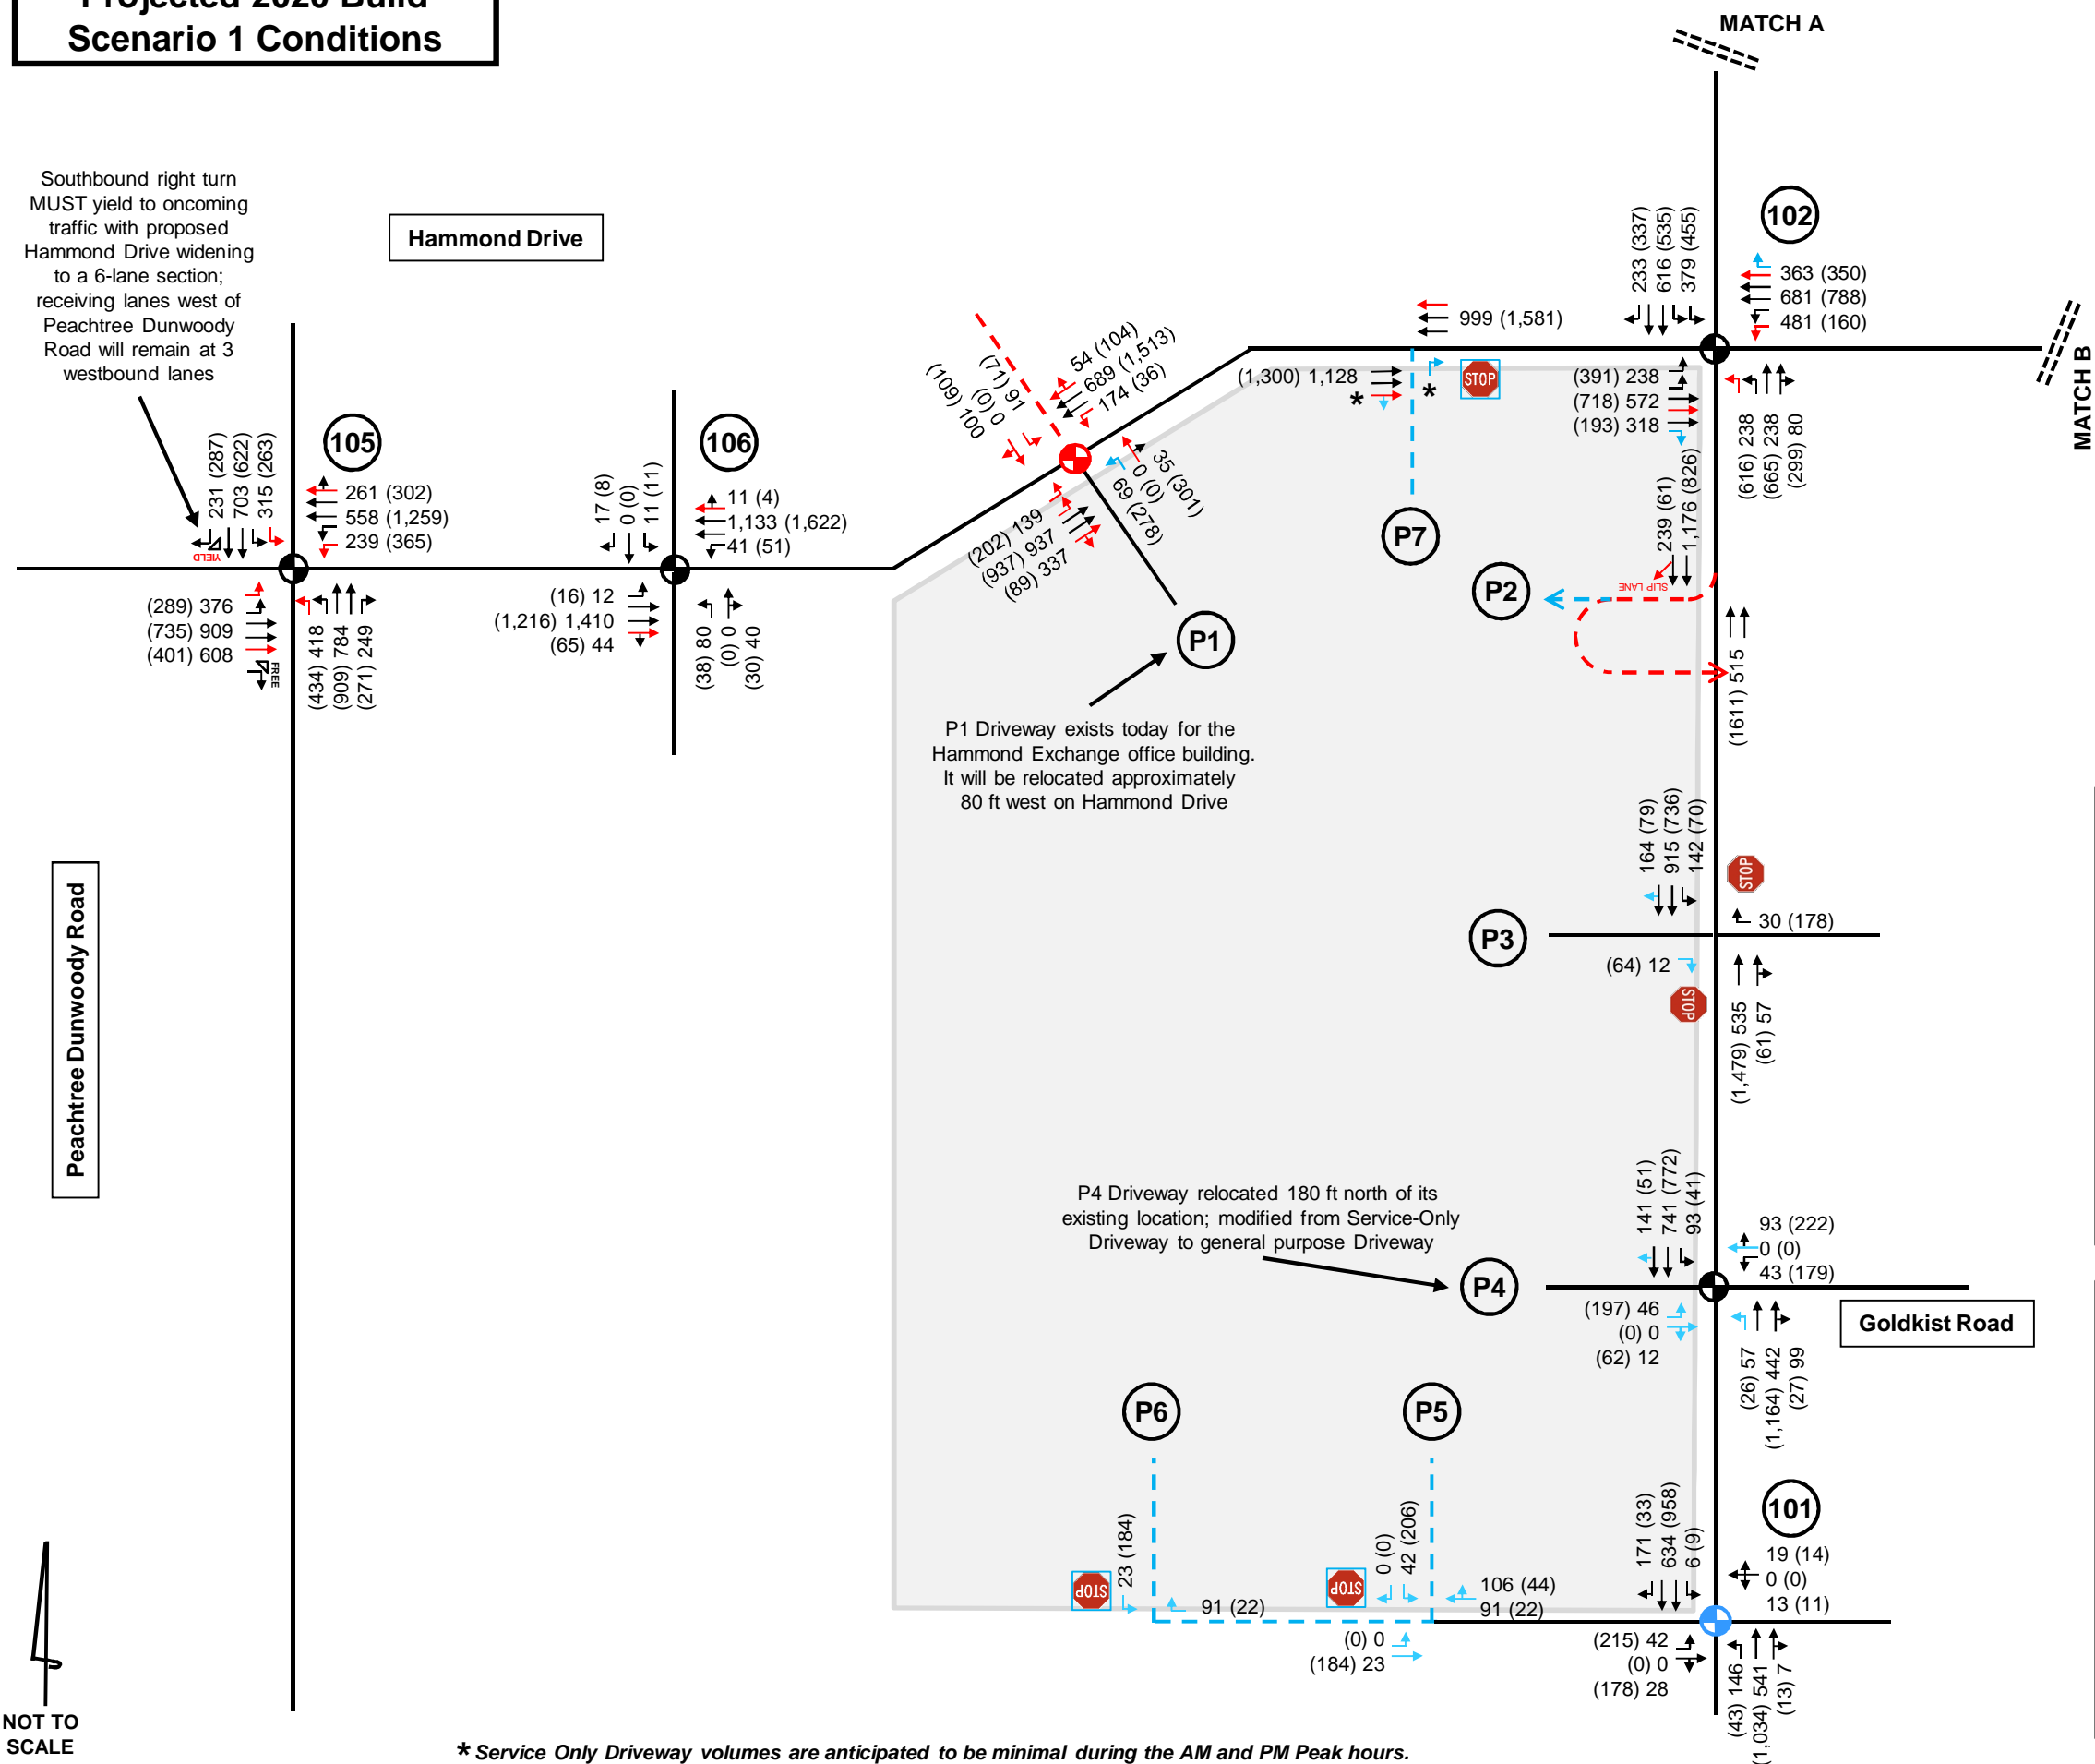 Projected 2020 Build
Scenario 1 Conditions
MATCH A
Southbound right turn
MUST yield to oncoming
traffic with proposed
Hammond Drive widening
to a 6-lane section;
receiving lanes west of
Peachtree Dunwoody
Road will remain at 3
westbound lanes
Hammond Drive
102
233 (337)
616 (535)
379 (455)
363 (350)
681 (788)
481 (160)
MATCH B
999 (1,581)
(1,300) 1,128
*
*
STOP
(391) 238
(718) 572
(193) 318
(616) 238
(665) 238
(299) 80
54 (104)
689 (1,513)
174 (36)
(71) 91
(0) 0
(109) 100
35 (301)
0 (0)
69 (278)
(202) 139
(937) 937
(89) 337
105
231 (287)
703 (622)
315 (263)
261 (302)
558 (1,259)
239 (365)
YIELD
(289) 376
(735) 909
(401) 608
FREE
(434) 418
(909) 784
(271) 249
106
17 (8)
0 (0)
11 (11)
11 (4)
1,133 (1,622)
41 (51)
(16) 12
(1,216) 1,410
(65) 44
(38) 80
(0) 0
(30) 40
P7
P2
239 (61)
1,176 (826)
SLIP LANE
(1611) 515
P1
P1 Driveway exists today for the
Hammond Exchange office building.
It will be relocated approximately
80 ft west on Hammond Drive
Peachtree Dunwoody Road
164 (79)
915 (736)
142 (70)
STOP
30 (178)
P3
(64) 12
STOP
(1,479) 535
(61) 57
P4 Driveway relocated 180 ft north of its
existing location; modified from Service-Only
Driveway to general purpose Driveway
P4
141 (51)
741 (772)
93 (41)
93 (222)
0 (0)
43 (179)
Goldkist Road
(197) 46
(0) 0
(62) 12
(26) 57
(1,164) 442
(27) 99
P6
P5
101
23 (184)
STOP
91 (22)
0 (0)
42 (206)
STOP
106 (44)
91 (22)
(0) 0
(184) 23
171 (33)
634 (958)
6 (9)
19 (14)
0 (0)
13 (11)
(215) 42
(0) 0
(178) 28
(43) 146
(1,034) 541
(13) 7
NOT TO
SCALE
* Service Only Driveway volumes are anticipated to be minimal during the AM and PM Peak hours.